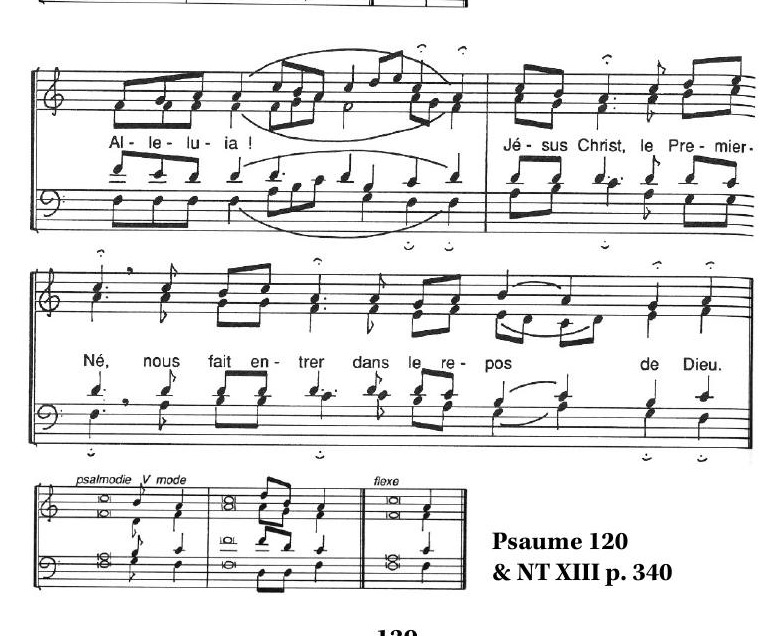 Al - le - lu - ia ! Jé - sus Christ, le Pre - mier-
Né, nous fait en - trer dans le re - pos de Dieu.
psalmodie V mode flexe
Psaume 120
& NT XIII p. 340